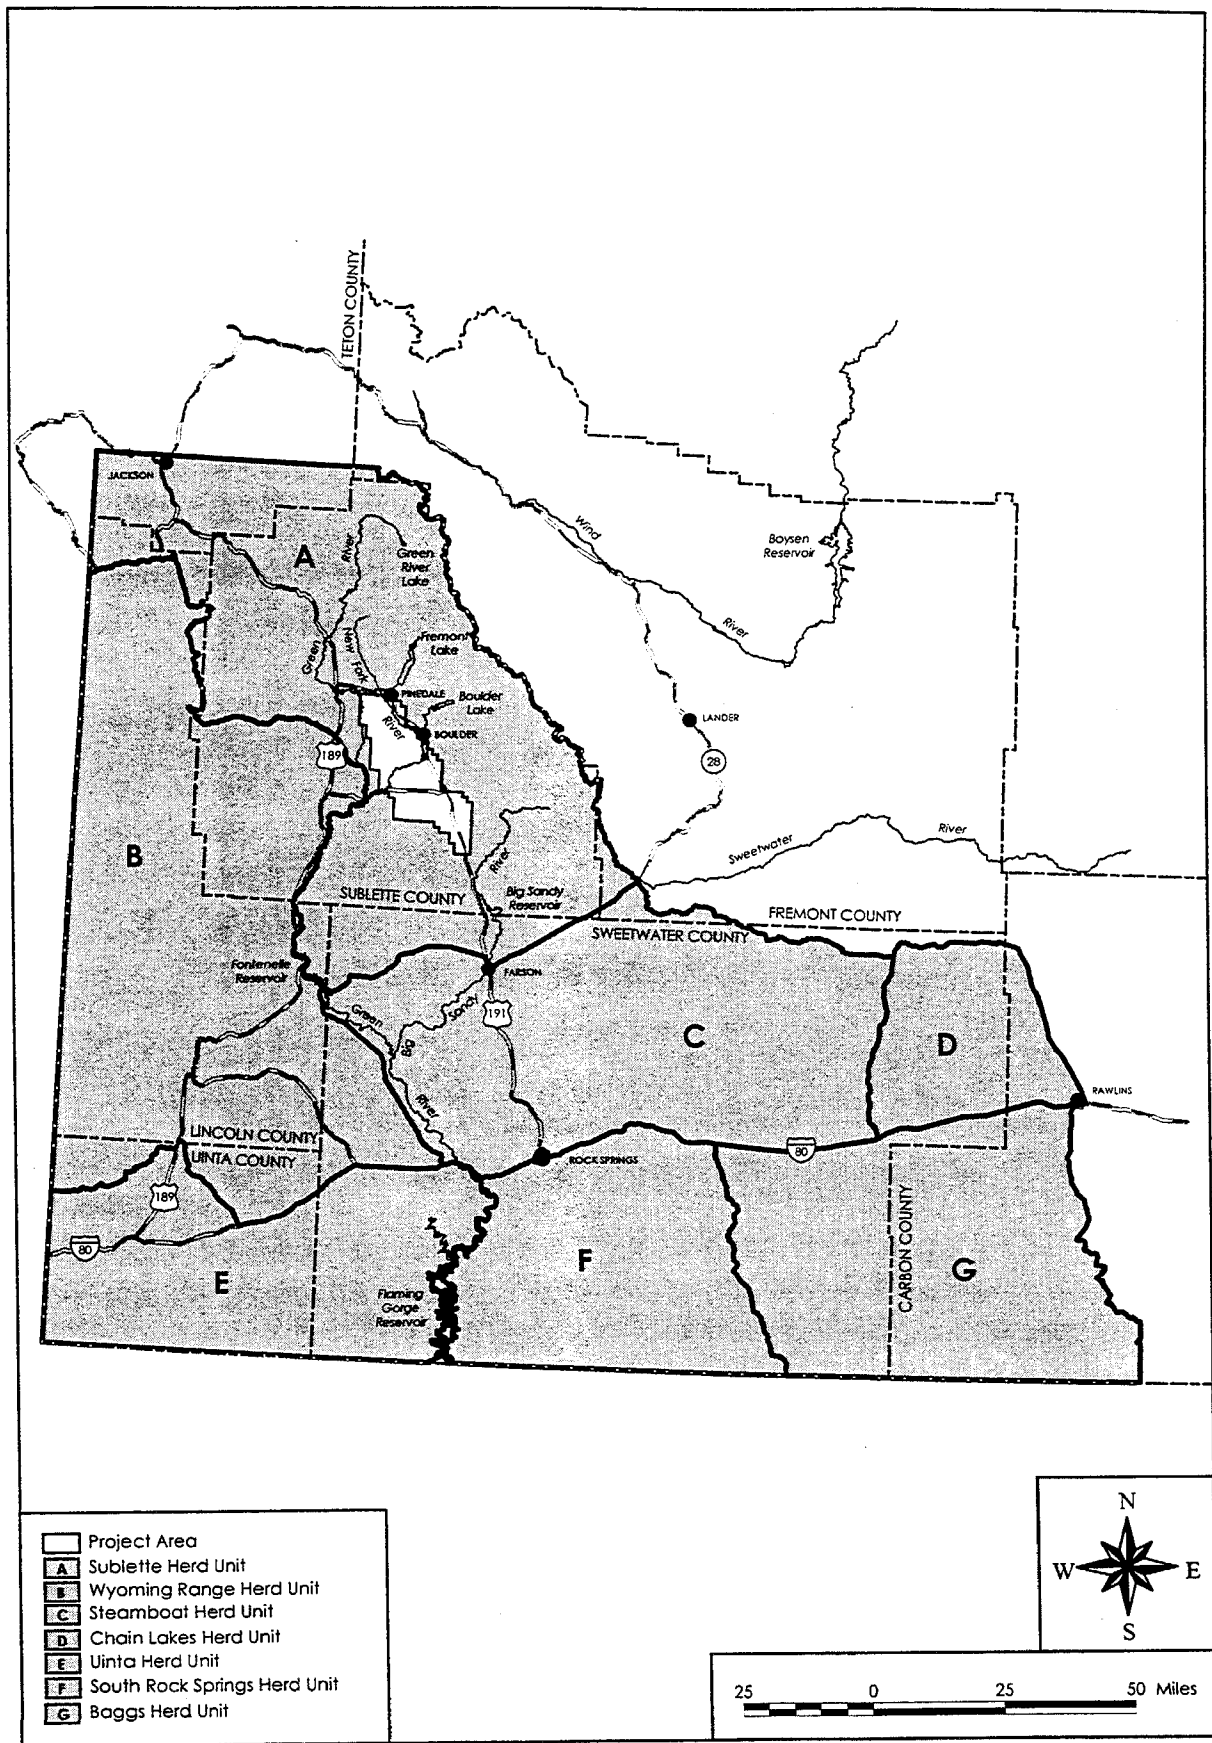 TETON COUNTY
JACKSON
Wind
River
Boysen
Reservoir
A
River
Green
River
Lake
Green
New Fork
River
Fremont
Lake
PINEDALE
Boulder
Lake
BOULDER
LANDER
189
28
B
River
Sweetwater
River
SUBLETTE COUNTY
Big Sandy
Reservoir
FREMONT COUNTY
SWEETWATER COUNTY
Fontenelle
Reservoir
FARSON
Green
Big
Sandy
191
River
C
D
RAWLINS
LINCOLN COUNTY
UINTA COUNTY
ROCK SPRINGS
80
189
80
E
Flaming
Gorge
Reservoir
F
CARBON COUNTY
G
Project Area
A Sublette Herd Unit
B Wyoming Range Herd Unit
C Steamboat Herd Unit
D Chain Lakes Herd Unit
E Uinta Herd Unit
F South Rock Springs Herd Unit
G Baggs Herd Unit
N
W E
S
25 0 25 50 Miles